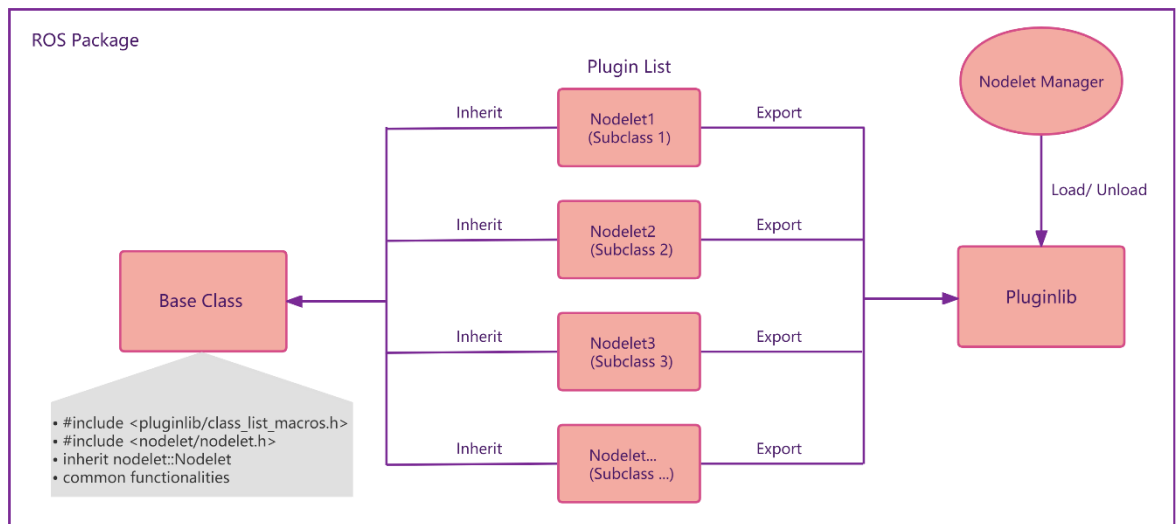 ROS Package
Plugin List
Nodelet Manager
Inherit
Nodelet1
(Subclass 1)
Export
Load/ Unload
Inherit
Nodelet2
(Subclass 2)
Export
Base Class
Pluginlib
Inherit
Nodelet3
(Subclass 3)
Export
• #include <pluginlib/class_list_macros.h>
• #include <nodelet/nodelet.h>
• inherit nodelet::Nodelet
• common functionalities
Inherit
Nodelet...
(Subclass ...)
Export